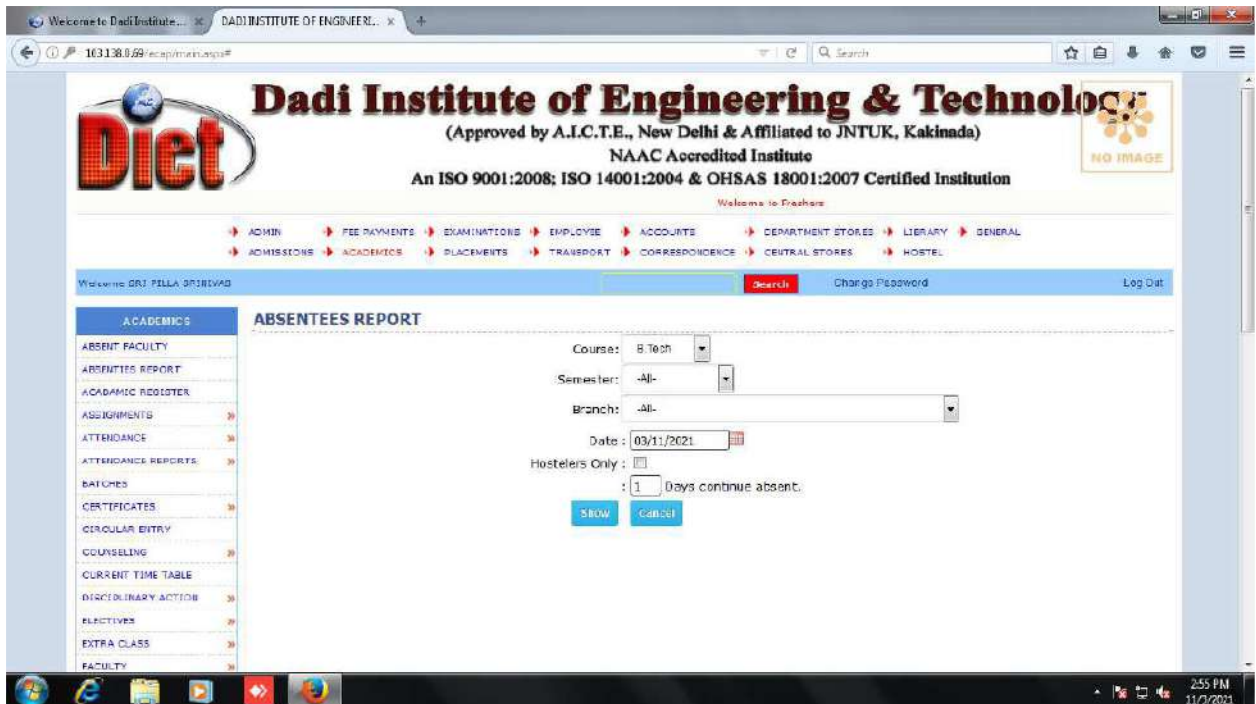 Welcome to Dadi Institute... ×
DADI INSTITUTE OF ENGINEERI... × +
103.138.0.69/ecap/main.aspx#
Search
Diet
Dadi Institute of Engineering & Technology
(Approved by A.I.C.T.E., New Delhi & Affiliated to JNTUK, Kakinada)
NAAC Accredited Institute
An ISO 9001:2008; ISO 14001:2004 & OHSAS 18001:2007 Certified Institution
NO IMAGE
Welcome to Freshers
ADMIN FEE PAYMENTS EXAMINATIONS EMPLOYEE ACCOUNTS DEPARTMENT STORES LIBRARY GENERAL
ADMISSIONS ACADEMICS PLACEMENTS TRANSPORT CORRESPONDENCE CENTRAL STORES HOSTEL
Welcome SRI PILLA SRINIVAS
Search Change Password Log Out
ACADEMICS
ABSENT FACULTY
ABSENTIES REPORT
ACADAMIC REGISTER
ASSIGNMENTS
ATTENDANCE
ATTENDANCE REPORTS
BATCHES
CERTIFICATES
CIRCULAR ENTRY
COUNSELING
CURRENT TIME TABLE
DISCIPLINARY ACTION
ELECTIVES
EXTRA CLASS
FACULTY
ABSENTEES REPORT
Course: B.Tech
Semester: -All-
Branch: -All-
Date : 03/11/2021
Hostelers Only :
: 1 Days continue absent.
Show Cancel
2:55 PM
11/3/2021